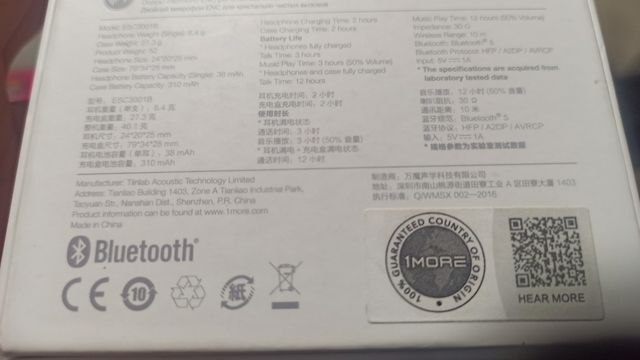 Model: ESC3001B
Headphone Weight (Single): 5.4 g
Case Weight: 27.3 g
Product Weight:
Headphone Size: 24*20*25 mm
Case Size: 79*34*28 mm
Headphone Battery Capacity (Single): 38 mAh
Case Battery Capacity: 310 mAh
型号: ESC3001B
耳机重量 (单支): 5.4 克
充电盒重量: 27.3 克
整机重量: 40.1 克
耳机尺寸: 24*20*25 mm
充电盒尺寸: 79*34*28 mm
耳机电池容量 (单耳): 38 mAh
充电盒电池容量: 310 mAh
Headphone Charging Time: 2 hours
Case Charging Time: 2 hours
Battery Life
* Headphones fully charged
Talk Time: 3 hours
Music Play Time: 3 hours (50% Volume)
* Headphones and case fully charged
Talk Time: 12 hours
耳机充电时间: 2 小时
充电盒充电时间: 2 小时
使用时长
* 耳机满电状态
通话时间: 3 小时
音乐播放: 3 小时 (50% 音量)
* 耳机满电 + 充电盒满电状态
通话时间: 12 小时
Music Play Time: 12 hours (50% Volume)
Impedance: 30 Ω
Wireless Range: 10 m
Bluetooth: Bluetooth® 5
Bluetooth Protocol: HFP / A2DP / AVRCP
Input: 5V⎓1A
* The specifications are acquired from
laboratory tested data
音乐播放: 12 小时 (50% 音量)
喇叭阻抗: 30 Ω
通讯距离: 10 米
蓝牙规范: Bluetooth® 5
蓝牙协议: HFP / A2DP / AVRCP
输入: 5V⎓1A
* 规格参数为实验室测试数据
Manufacturer: Tiinlab Acoustic Technology Limited
Address: Tianliao Building 1403, Zone A Tianliao Industrial Park,
Taoyuan Str., Nanshan Dist., Shenzhen, P.R. China
Product information can be found at www.1more.com
Made in China
制造商: 万魔声学科技有限公司
地址: 深圳市南山桃源街道田寮工业 A 区田寮大厦 1403
执行标准: Q/WMSX 002—2016
Bluetooth®
CE
10
紙
100% GUARANTEED COUNTRY OF ORIGIN
1MORE
HEAR MORE